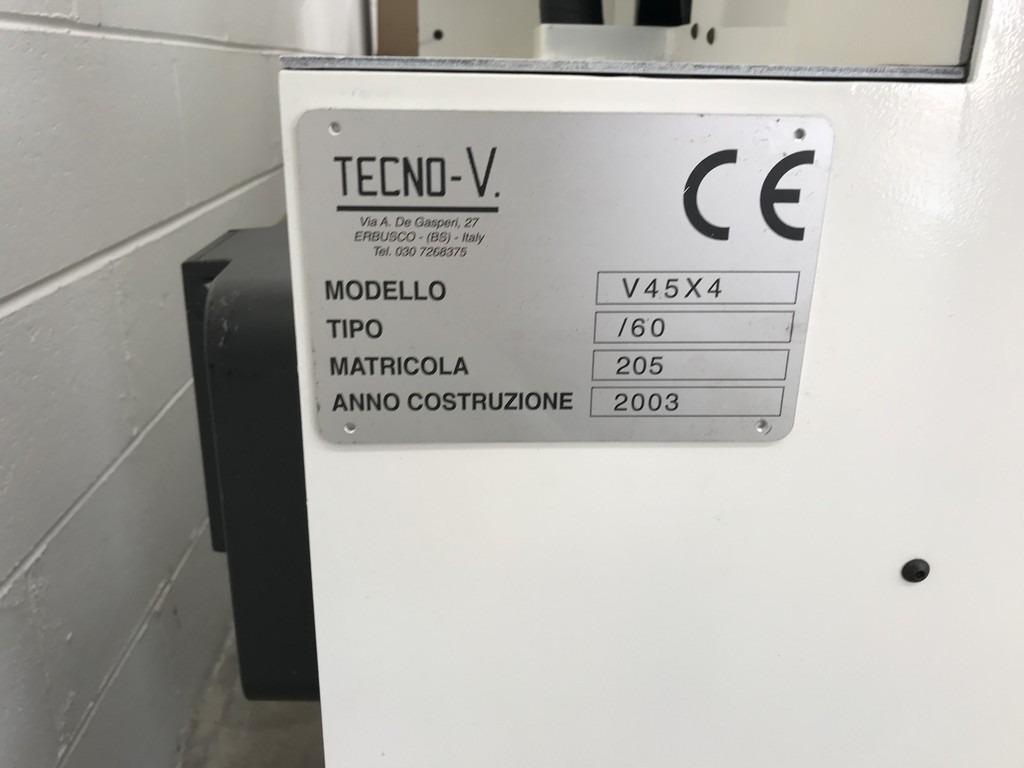 TECNO-V.
Via A. De Gasperi, 27
ERBUSCO - (BS) - Italy
Tel. 030 7268375
CE
MODELLO V45X4
TIPO /60
MATRICOLA 205
ANNO COSTRUZIONE 2003